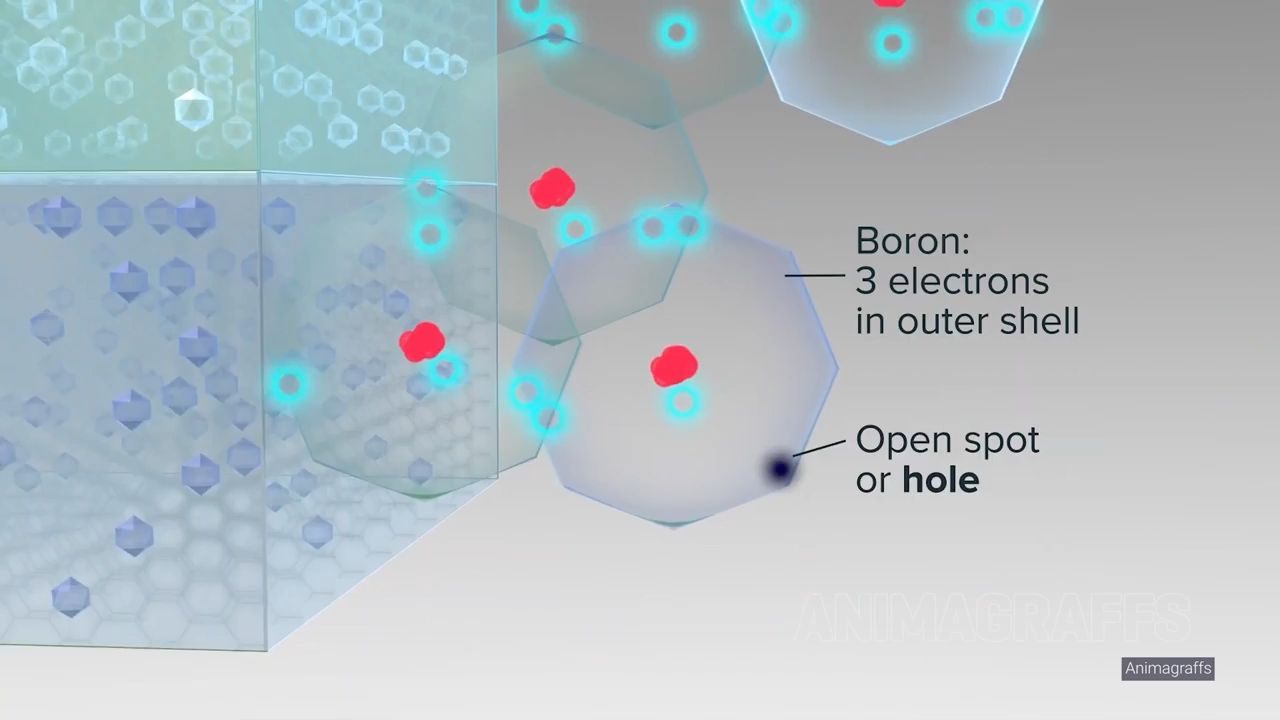 Boron:
3 electrons
in outer shell
Open spot
or hole
ANIMAGRAFFS
Animagraffs